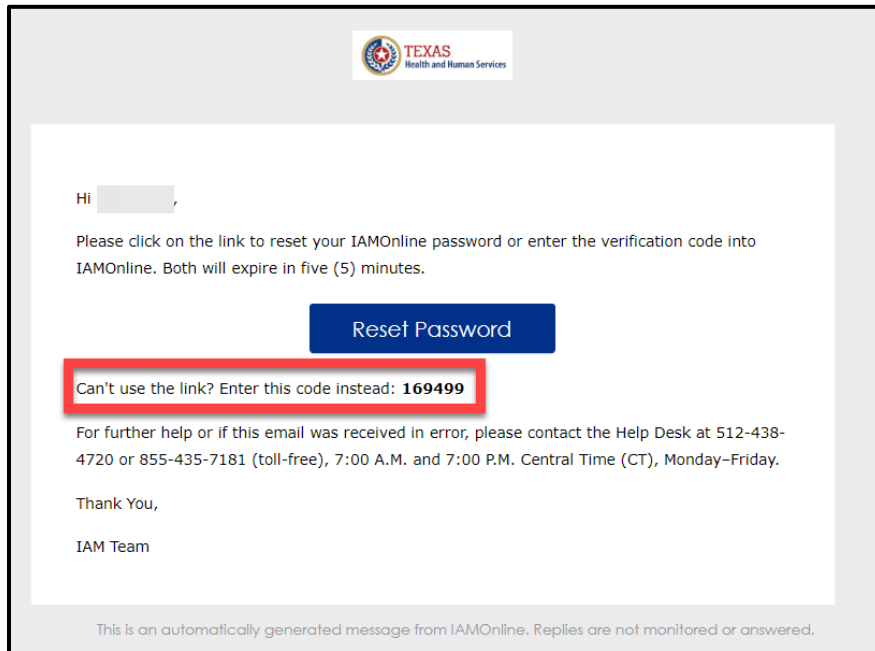 TEXAS
Health and Human Services
Hi ,
Please click on the link to reset your IAMOnline password or enter the verification code into
IAMOnline. Both will expire in five (5) minutes.
Reset Password
Can't use the link? Enter this code instead: 169499
For further help or if this email was received in error, please contact the Help Desk at 512-438-
4720 or 855-435-7181 (toll-free), 7:00 A.M. and 7:00 P.M. Central Time (CT), Monday–Friday.
Thank You,
IAM Team
This is an automatically generated message from IAMOnline. Replies are not monitored or answered.